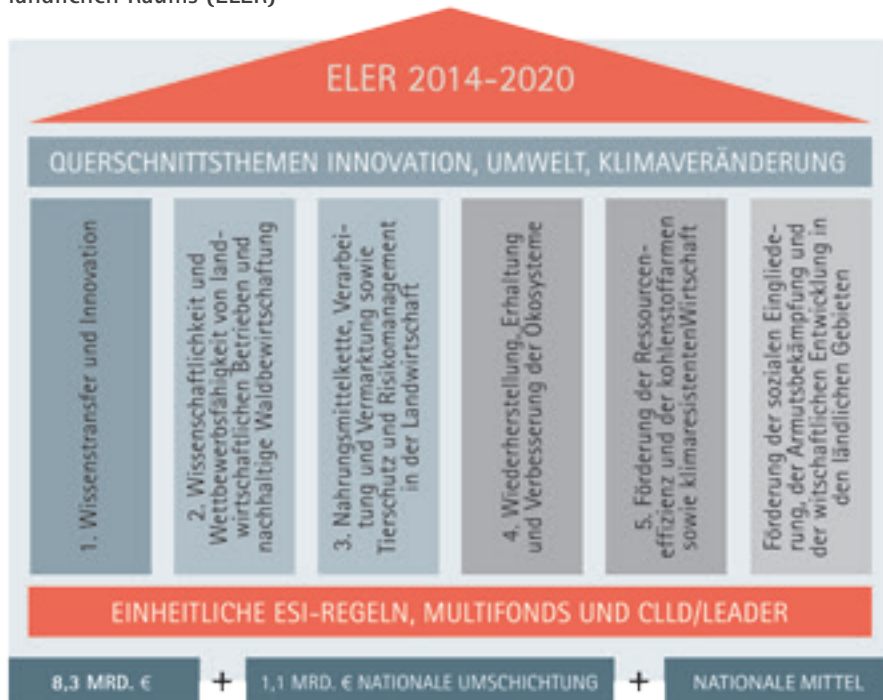 ländlichen Raums (ELER)
ELER 2014-2020
QUERSCHNITTSTHEMEN INNOVATION, UMWELT, KLIMAVERÄNDERUNG
1. Wissenstransfer und Innovation
2. Wissenschaftlichkeit und
Wettbewerbsfähigkeit von land-
wirtschaftlichen Betrieben und
nachhaltige Waldbewirtschaftung
3. Nahrungsmittelkette, Verarbei-
tung und Vermarktung sowie
Tierschutz und Risikomanagement
in der Landwirtschaft
4. Wiederherstellung, Erhaltung
und Verbesserung der Ökosysteme
5. Förderung der Ressourcen-
effizienz und der kohlenstoffarmen
sowie klimaresistentenWirtschaft
Förderung der sozialen Eingliede-
rung, der Armutsbekämpfung und
der witschaftlichen Entwicklung in
den ländlichen Gebieten
EINHEITLICHE ESI-REGELN, MULTIFONDS UND CLLD/LEADER
8,3 MRD. € + 1,1 MRD. € NATIONALE UMSCHICHTUNG + NATIONALE MITTEL